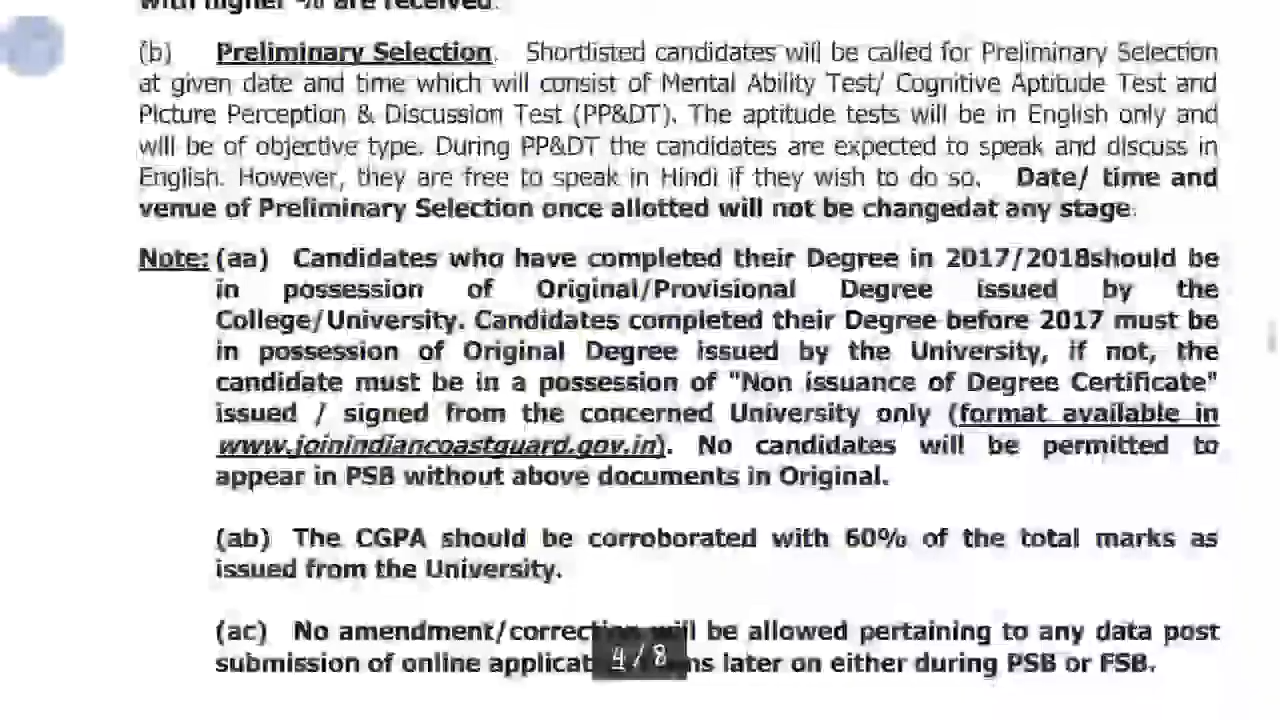 with higher % are received.
(b) Preliminary Selection. Shortlisted candidates will be called for Preliminary Selection
at given date and time which will consist of Mental Ability Test/ Cognitive Aptitude Test and
Picture Perception & Discussion Test (PP&DT). The aptitude tests will be in English only and
will be of objective type. During PP&DT the candidates are expected to speak and discuss in
English. However, they are free to speak in Hindi if they wish to do so. Date/ time and
venue of Preliminary Selection once allotted will not be changedat any stage.
Note: (aa) Candidates who have completed their Degree in 2017/2018should be
in possession of Original/Provisional Degree issued by the
College/University. Candidates completed their Degree before 2017 must be
in possession of Original Degree issued by the University, if not, the
candidate must be in a possession of "Non issuance of Degree Certificate"
issued / signed from the concerned University only (format available in
www.joinindiancoastguard.gov.in). No candidates will be permitted to
appear in PSB without above documents in Original.
(ab) The CGPA should be corroborated with 60% of the total marks as
issued from the University.
(ac) No amendment/correction will be allowed pertaining to any data post
submission of online applicat ns later on either during PSB or FSB.
4 / 8